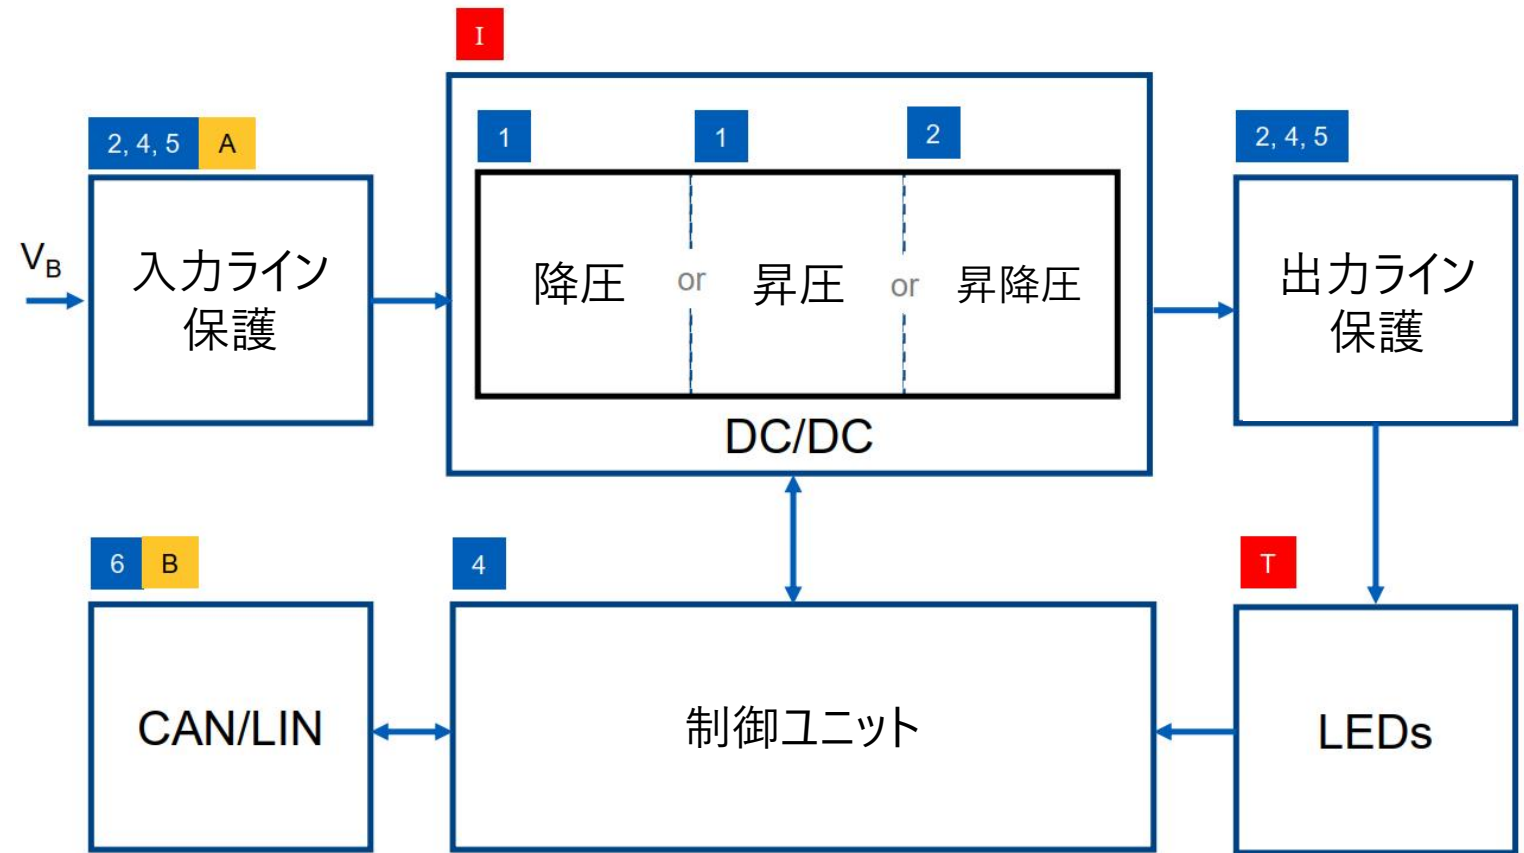 I
2, 4, 5 A
1
1
2
2, 4, 5
V_B
入力ライン
保護
降圧 or 昇圧 or 昇降圧
DC/DC
出力ライン
保護
6 B
4
T
CAN/LIN
制御ユニット
LEDs